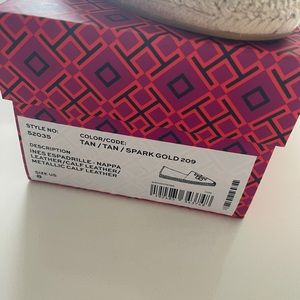 STYLE NO:
52035
COLOR/CODE:
TAN / TAN / SPARK GOLD 209
DESCRIPTION
INES ESPADRILLE - NAPPA
LEATHER/CALF LEATHER/
METALLIC CALF LEATHER
SIZE US
8